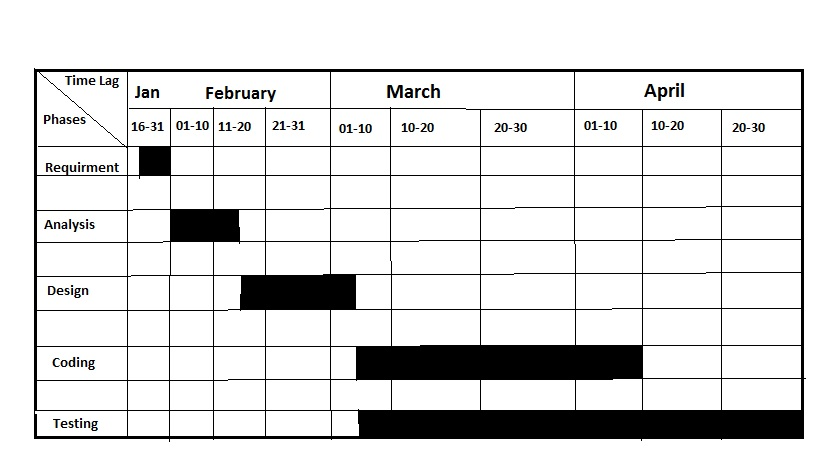 Time Lag
Phases
Jan February March April
16-31 01-10 11-20 21-31 01-10 10-20 20-30 01-10 10-20 20-30
Requirment
Analysis
Design
Coding
Testing